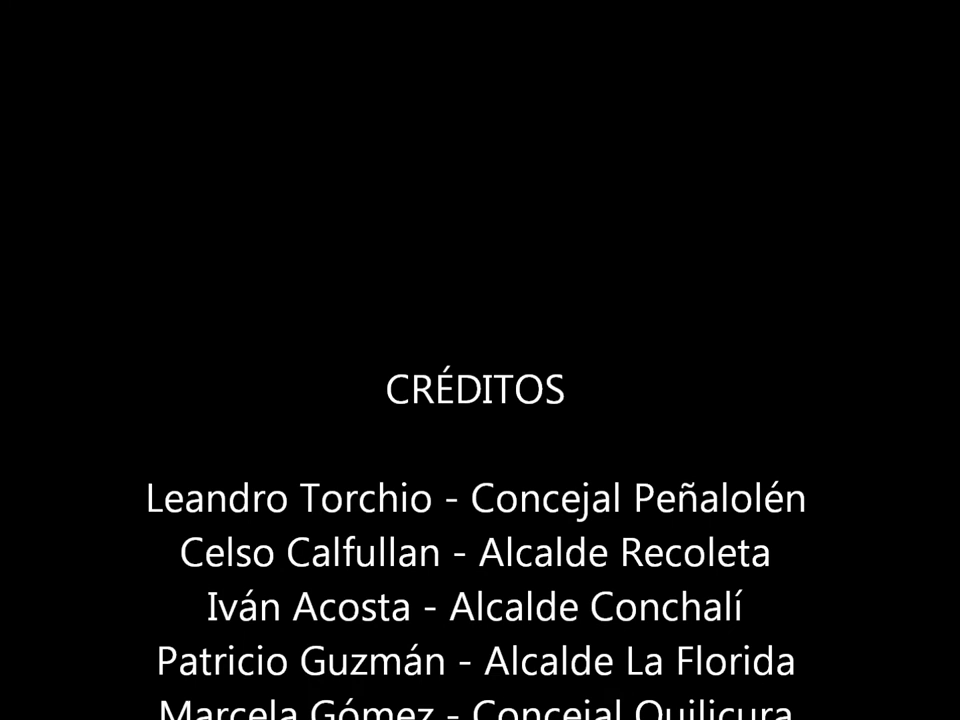 CRÉDITOS
Leandro Torchio - Concejal Peñalolén
Celso Calfullan - Alcalde Recoleta
Iván Acosta - Alcalde Conchalí
Patricio Guzmán - Alcalde La Florida
Marcela Gómez - Concejal Quilicura